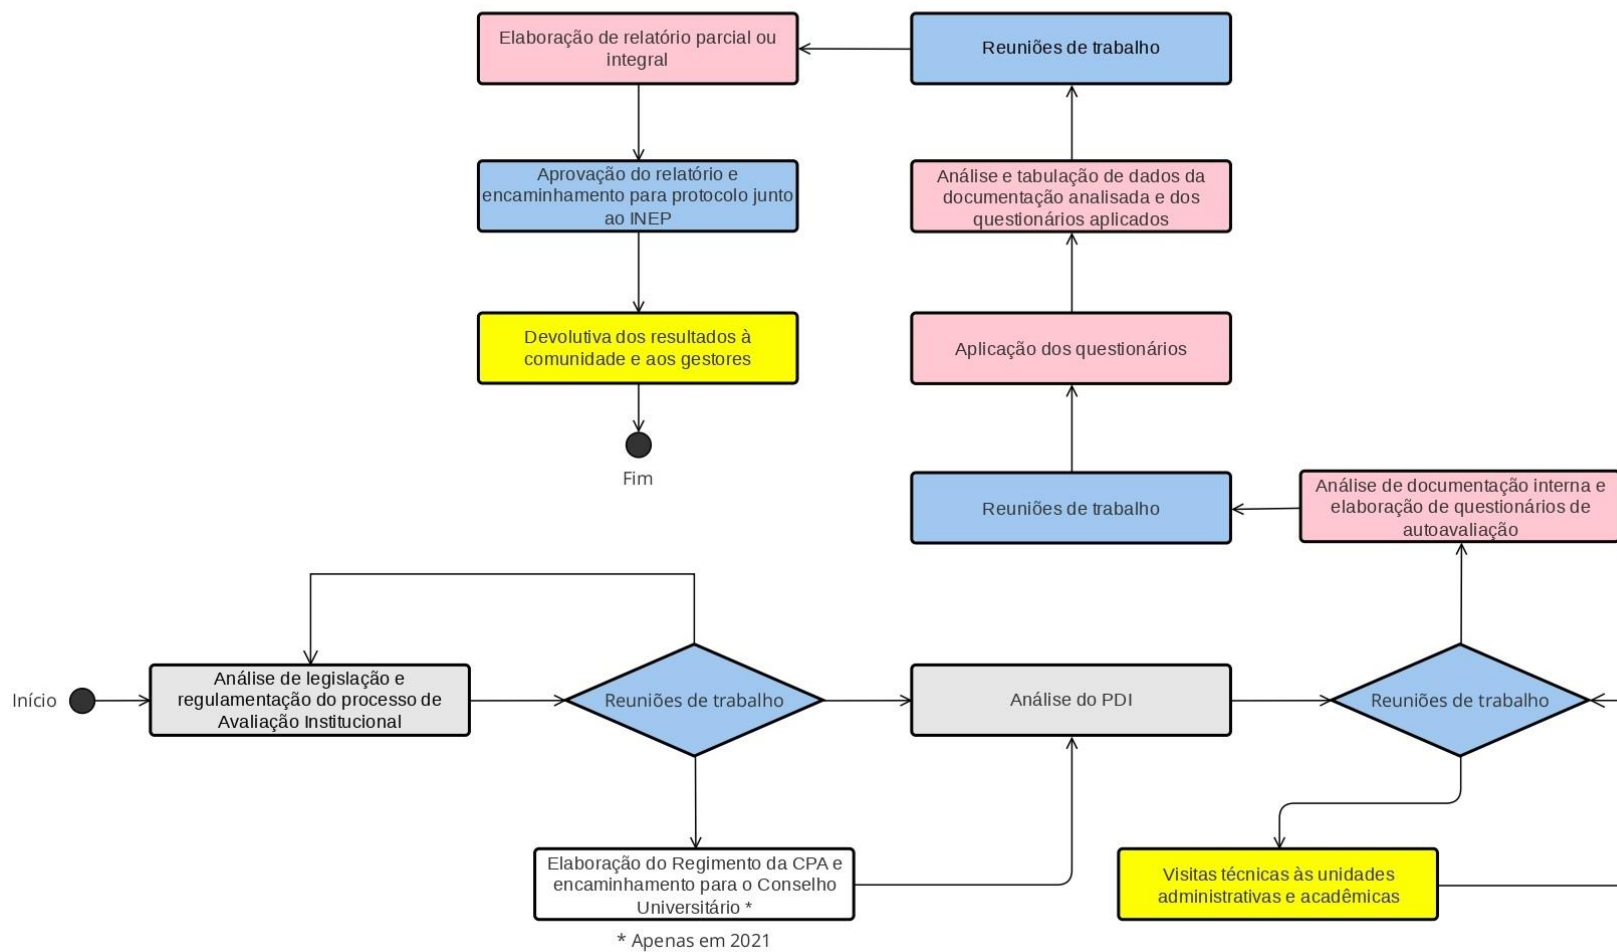 Elaboração de relatório parcial ou
integral
Reuniões de trabalho
Aprovação do relatório e
encaminhamento para protocolo junto
ao INEP
Análise e tabulação de dados da
documentação analisada e dos
questionários aplicados
Devolutiva dos resultados à
comunidade e aos gestores
Aplicação dos questionários
Fim
Reuniões de trabalho
Análise de documentação interna e
elaboração de questionários de
autoavaliação
Início
Análise de legislação e
regulamentação do processo de
Avaliação Institucional
Reuniões de trabalho
Análise do PDI
Reuniões de trabalho
Elaboração do Regimento da CPA e
encaminhamento para o Conselho
Universitário *
Visitas técnicas às unidades
administrativas e acadêmicas
* Apenas em 2021